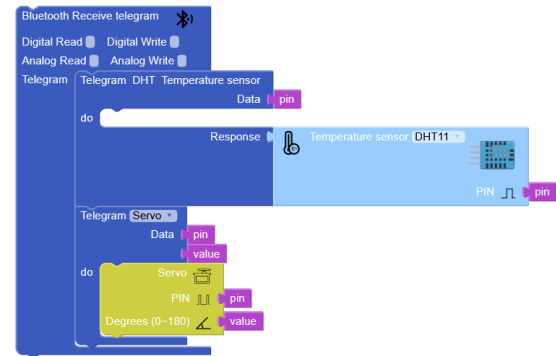 Bluetooth Receive telegram
Digital Read Digital Write
Analog Read Analog Write
Telegram Telegram DHT Temperature sensor
Data pin
do
Response Temperature sensor DHT11
PIN pin
Telegram Servo
Data pin
value
do Servo
PIN pin
Degrees (0~180) value